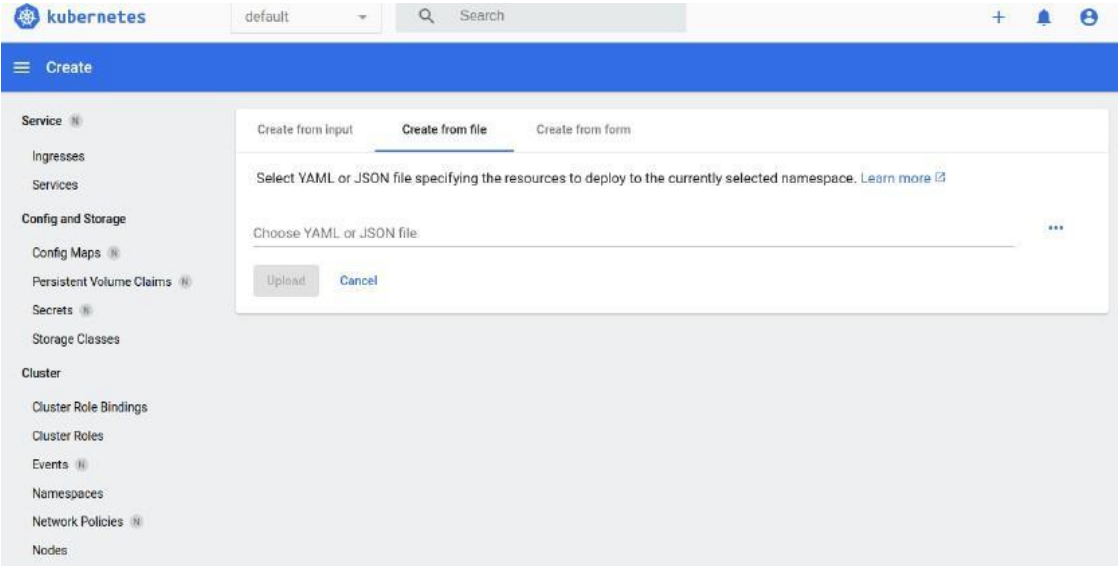 kubernetes
default
Search
Create
Service N
Ingresses
Services
Config and Storage
Config Maps N
Persistent Volume Claims N
Secrets N
Storage Classes
Cluster
Cluster Role Bindings
Cluster Roles
Events N
Namespaces
Network Policies N
Nodes
Create from input
Create from file
Create from form
Select YAML or JSON file specifying the resources to deploy to the currently selected namespace. Learn more
Choose YAML or JSON file
Upload
Cancel